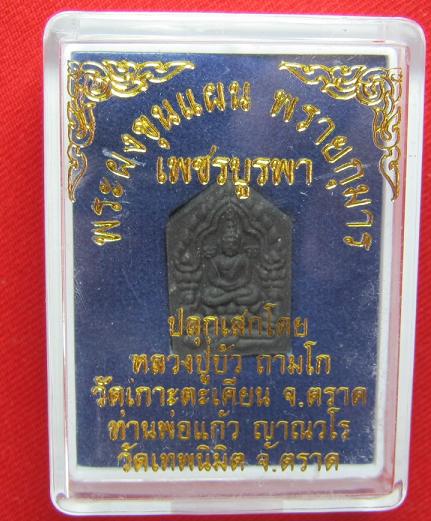 พระผงขุนแผน พรายกุมาร
เพชรบูรพา
ปลุกเสกโดย
หลวงปู่บัว ถามโก
วัดเกาะตะเคียน จ.ตราด
ท่านพ่อแก้ว ญาณวโร
วัดเทพนิมิต จ.ตราด